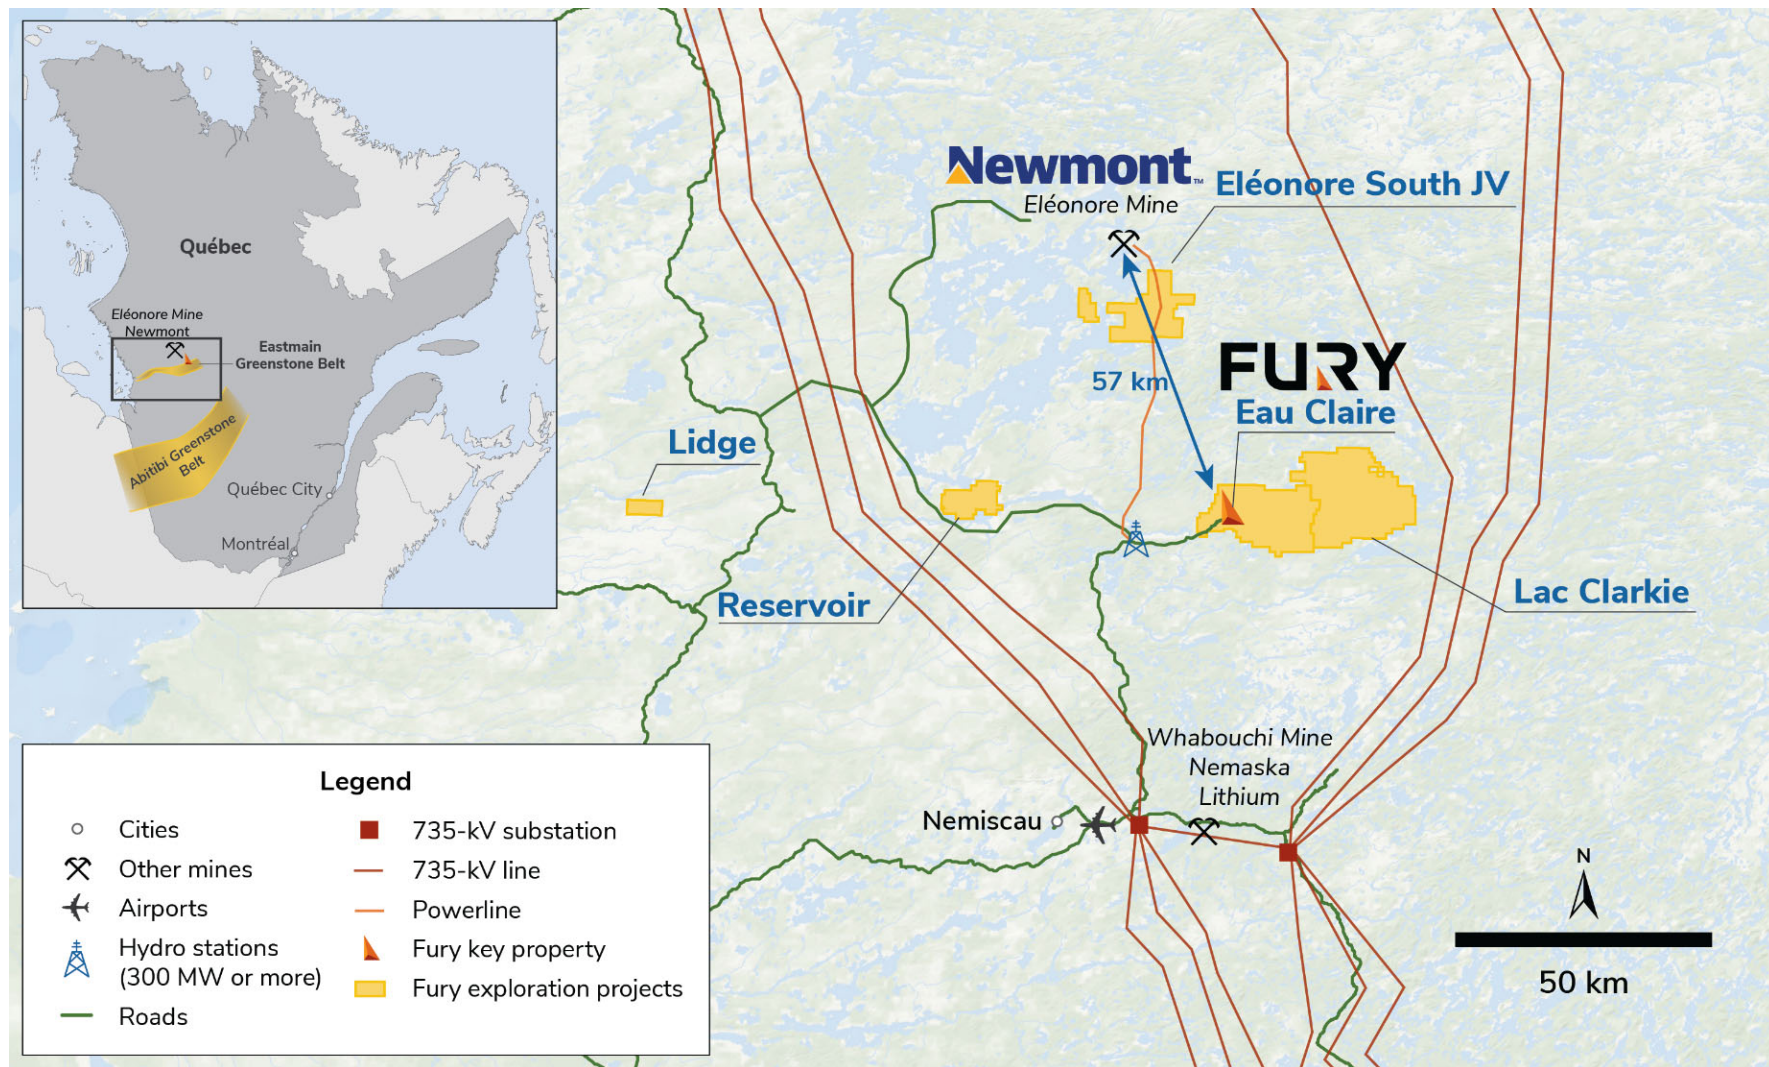 Québec
Eléonore Mine
Newmont
Eastmain
Greenstone Belt
Abitibi Greenstone
Belt
Québec City
Montréal
Newmont™
Eléonore Mine
Eléonore South JV
57 km
FURY
Eau Claire
Lidge
Reservoir
Lac Clarkie
Whabouchi Mine
Nemaska
Lithium
Nemiscau
Legend
Cities
Other mines
Airports
Hydro stations
(300 MW or more)
Roads
735-kV substation
735-kV line
Powerline
Fury key property
Fury exploration projects
N
50 km